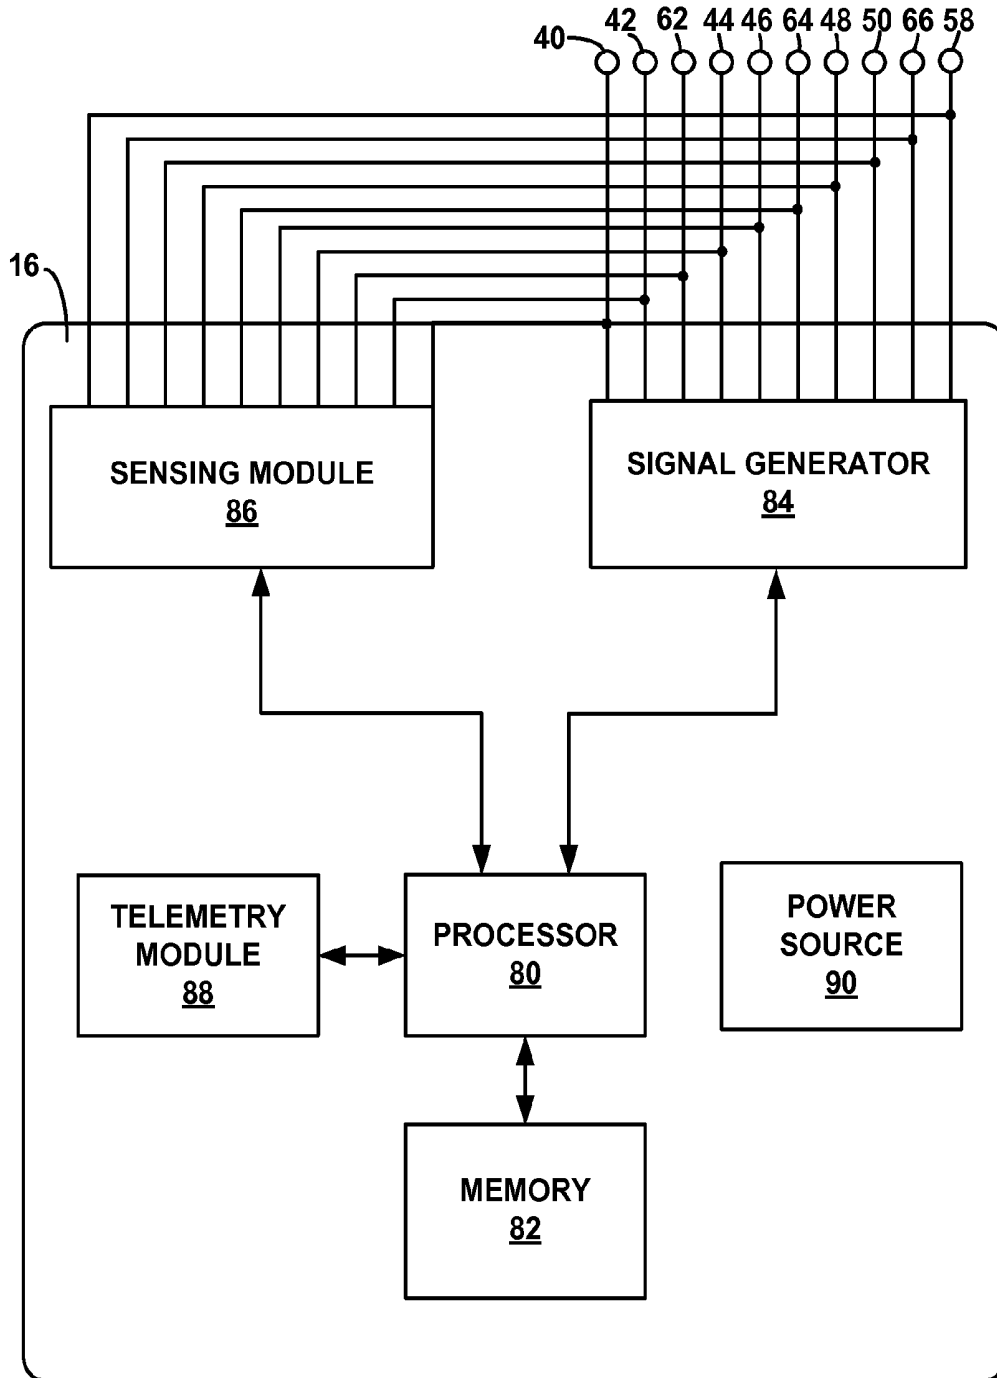 40 42 62 44 46 64 48 50 66 58
16
SENSING MODULE
86
SIGNAL GENERATOR
84
TELEMETRY
MODULE
88
PROCESSOR
80
POWER
SOURCE
90
MEMORY
82